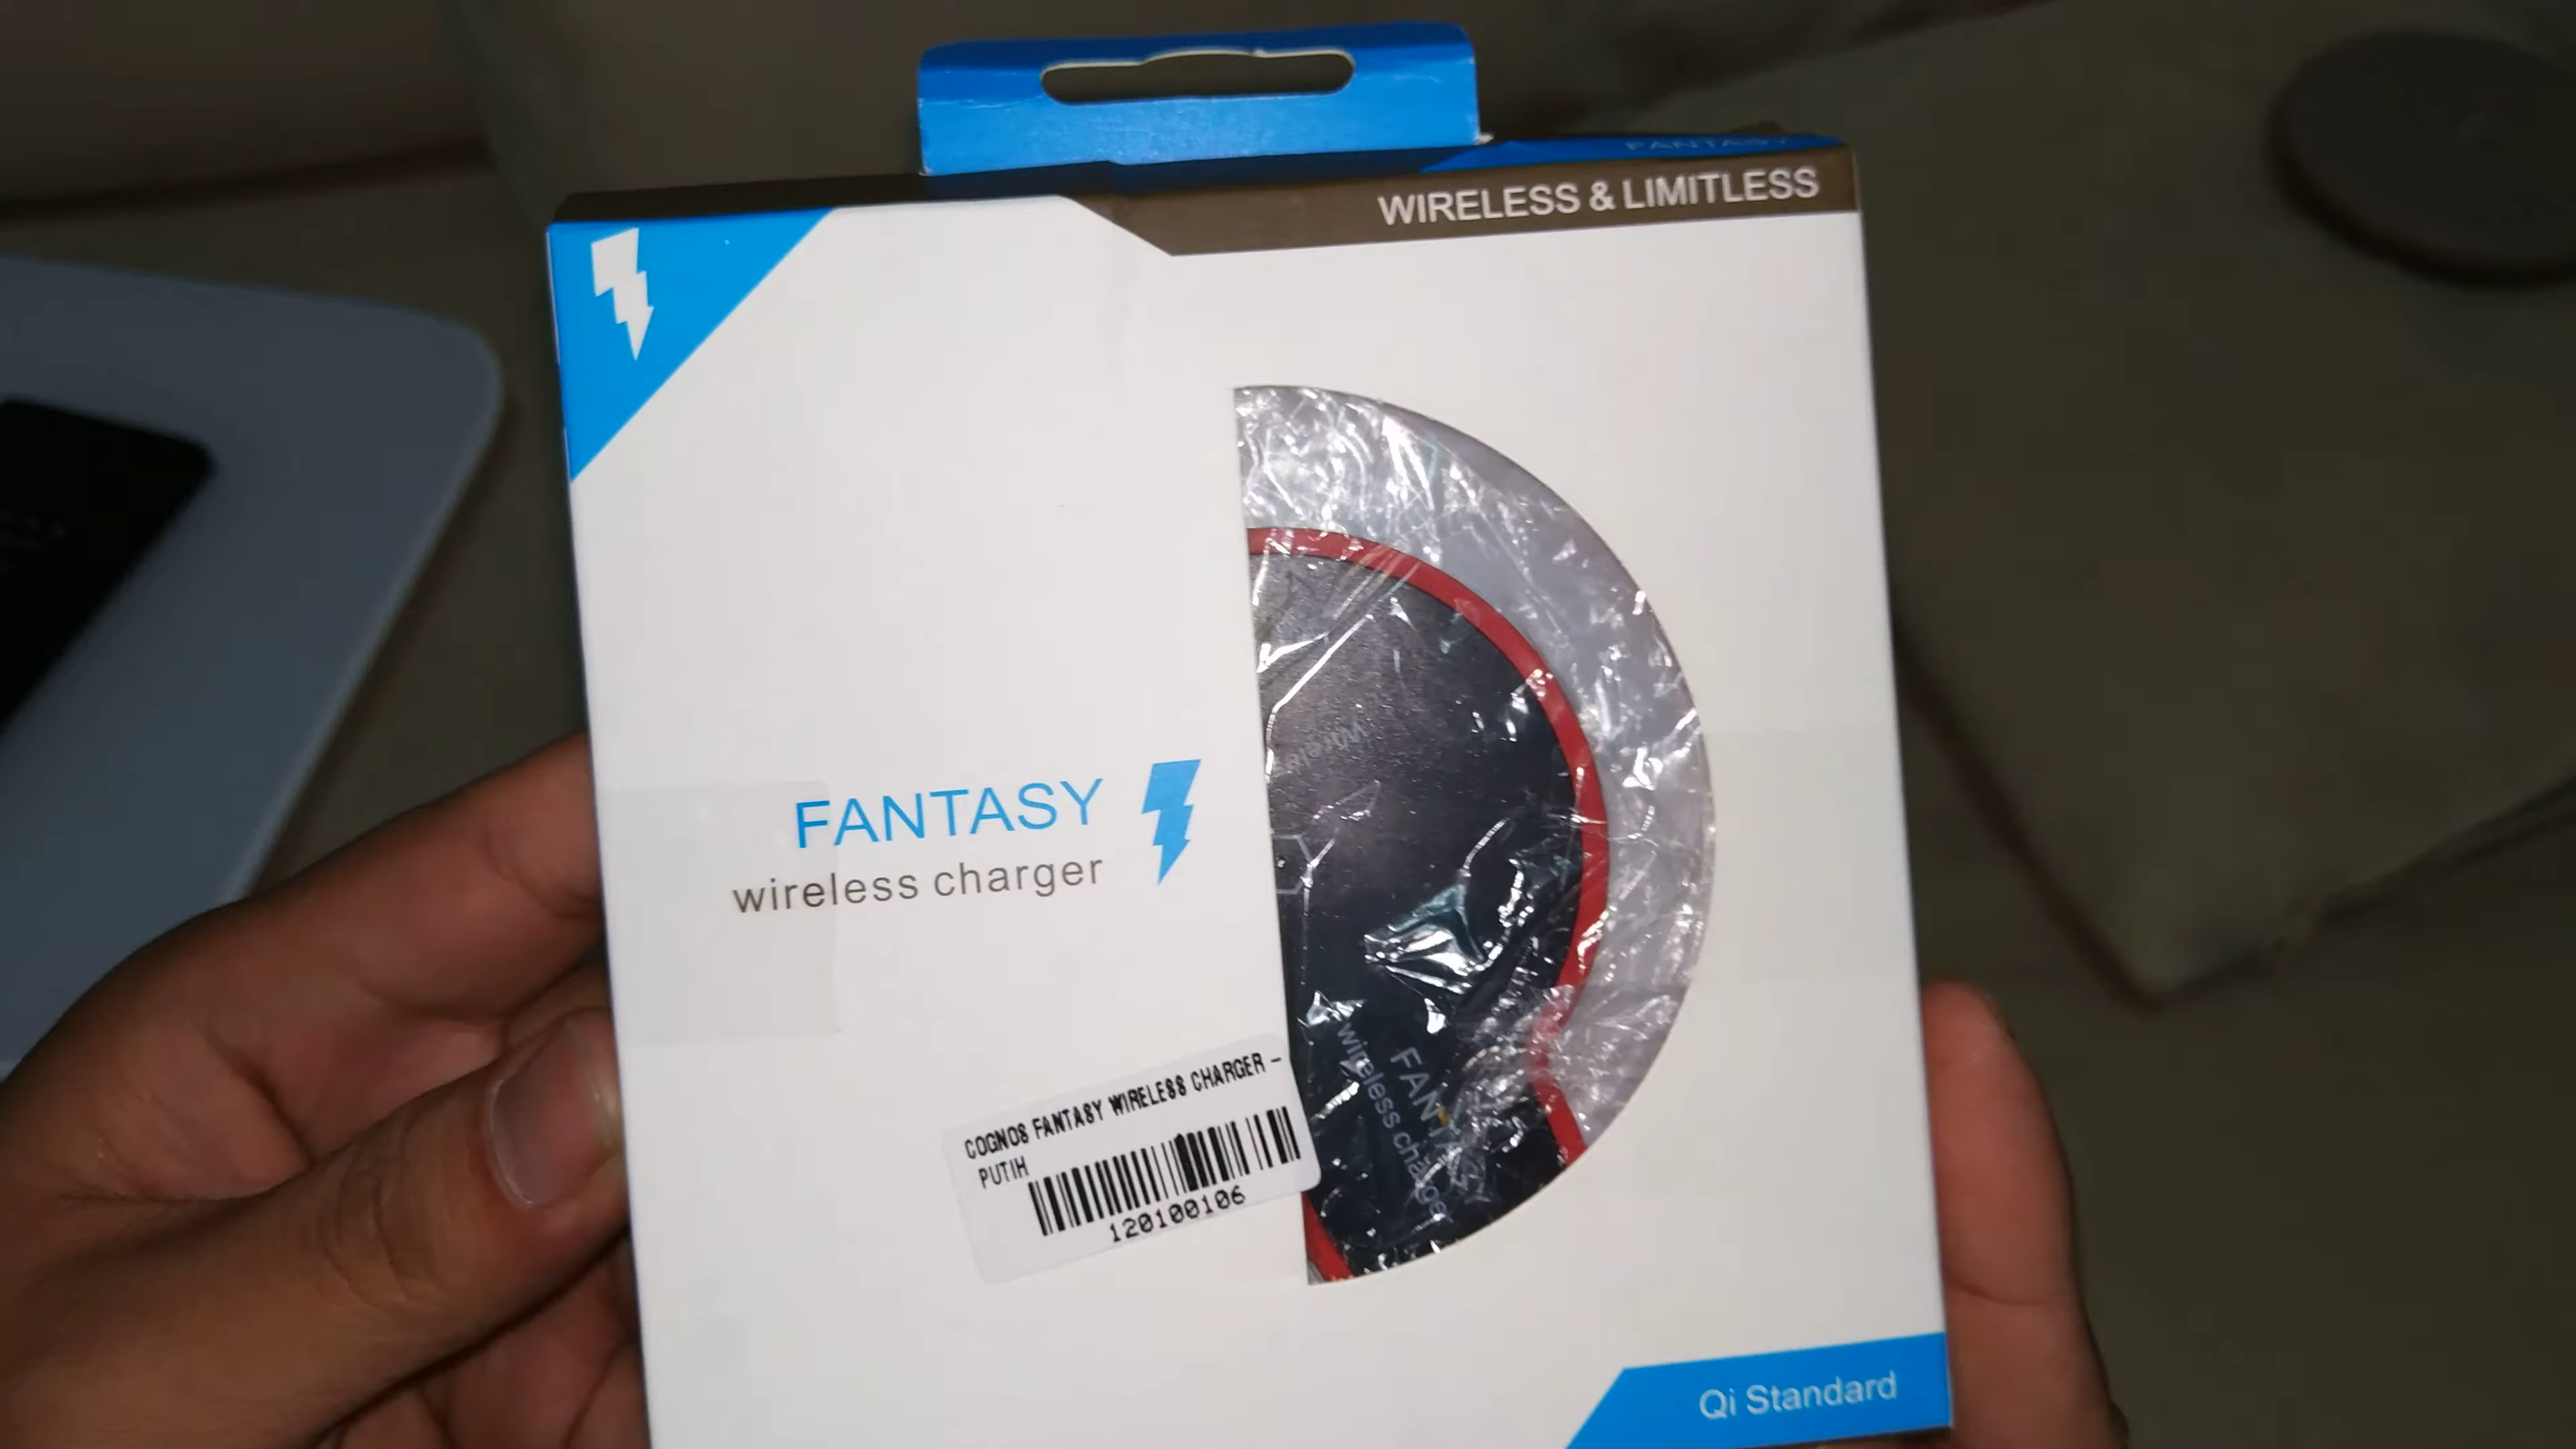 FANTASY
WIRELESS & LIMITLESS
FANTASY
wireless charger
COGNOS FANTASY WIRELESS CHARGER -
PUTIH
120100106
FANTASY
wireless charger
Qi Standard